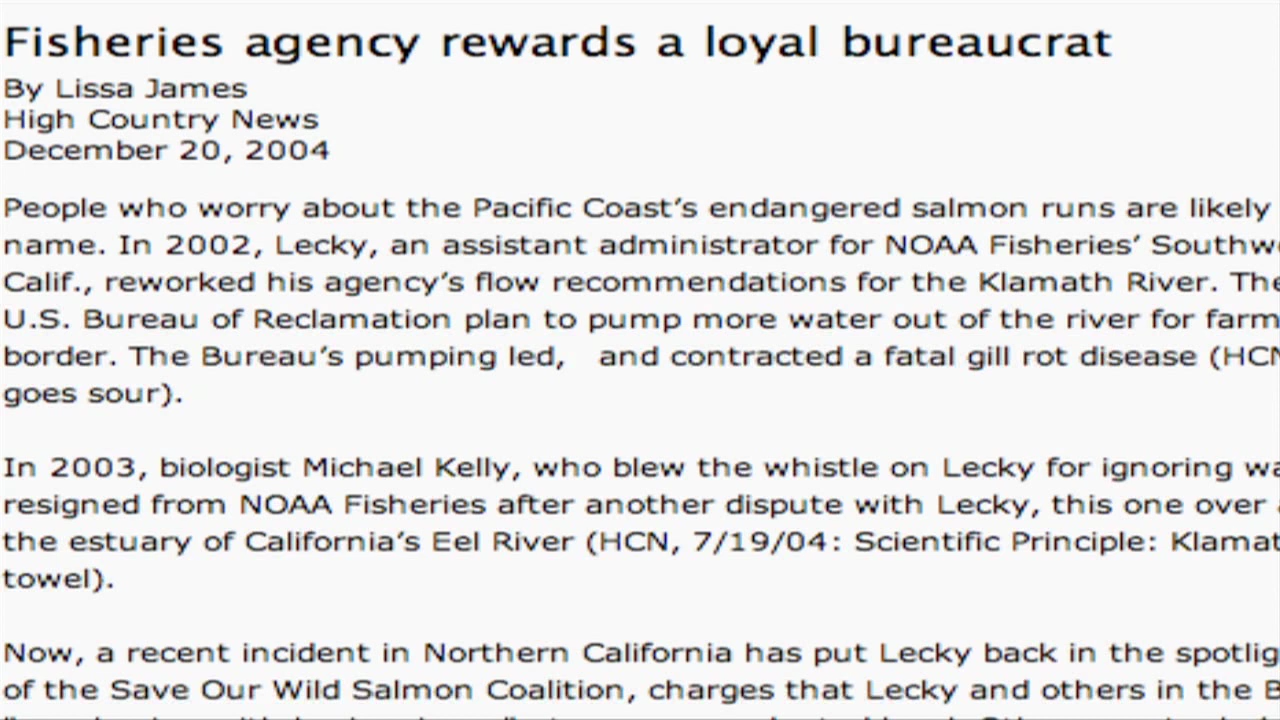 Fisheries agency rewards a loyal bureaucrat
By Lissa James
High Country News
December 20, 2004
People who worry about the Pacific Coast’s endangered salmon runs are likely
name. In 2002, Lecky, an assistant administrator for NOAA Fisheries’
Calif., reworked his agency’s flow recommendations for the Klamath River. The
U.S. Bureau of Reclamation plan to pump more water out of the river for farm
border. The Bureau’s pumping led,   and contracted a fatal gill rot disease (HCN
goes sour).
In 2003, biologist Michael Kelly, who blew the whistle on Lecky for ignoring
resigned from NOAA Fisheries after another dispute with Lecky, this one over
the estuary of California’s Eel River (HCN, 7/19/04: Scientific Principle: Klamat
towel).
Now, a recent incident in Northern California has put Lecky back in the spotlig
of the Save Our Wild Salmon Coalition, charges that Lecky and others in the B